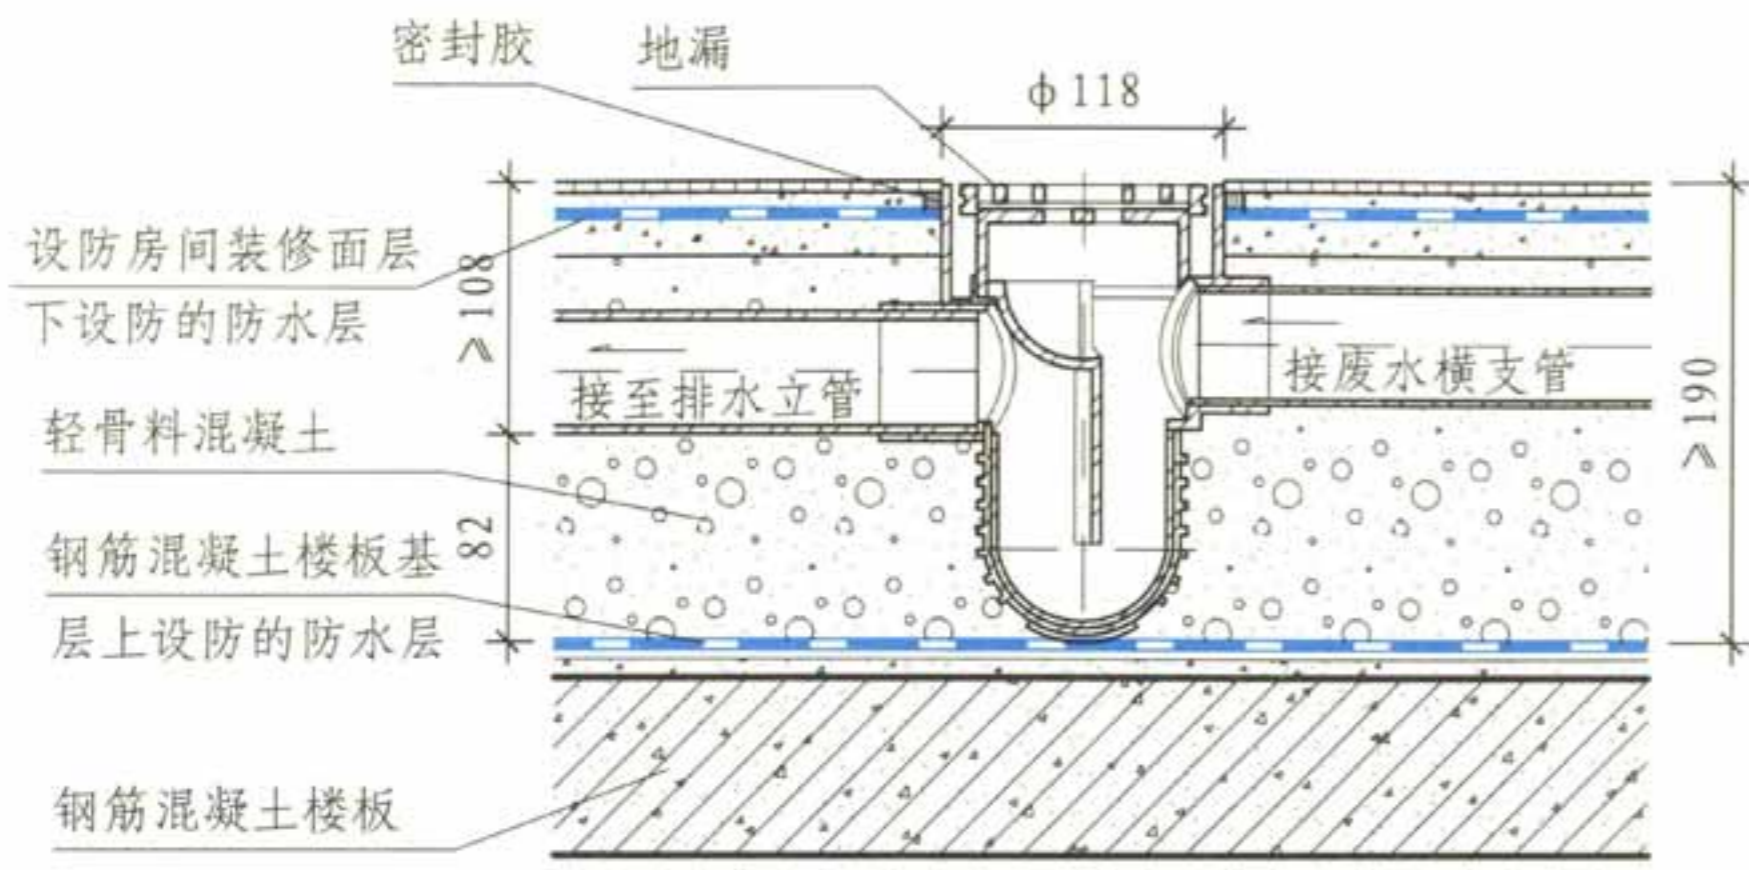 密封胶
地漏
ф118
设防房间装修面层
下设防的防水层
≥108
接至排水立管
接废水横支管
≥190
轻骨料混凝土
82
钢筋混凝土楼板基
层上设防的防水层
钢筋混凝土楼板